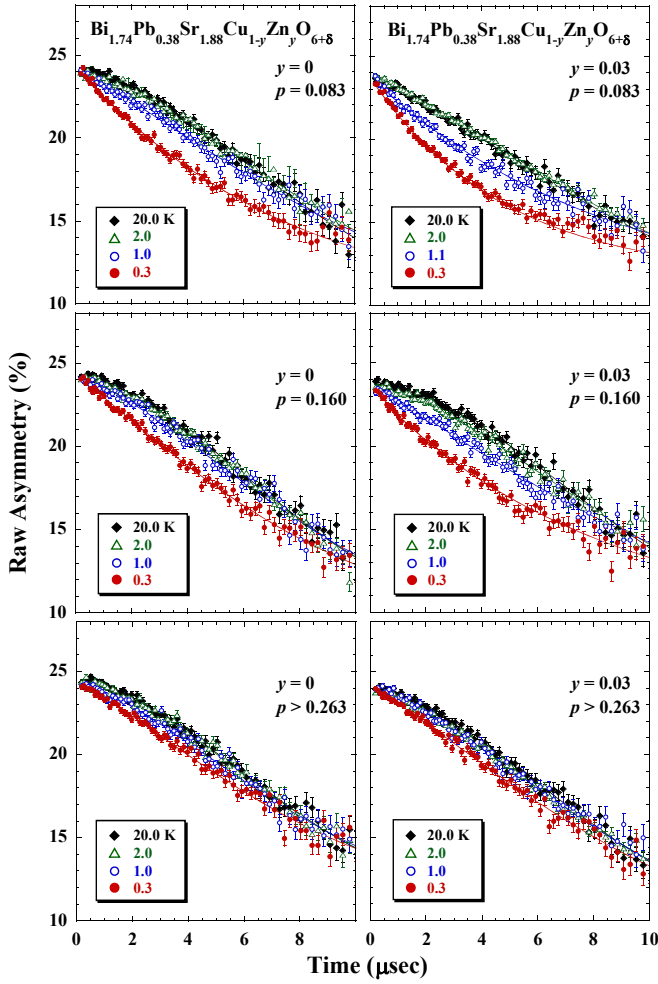 Bi1.74Pb0.38Sr1.88Cu1-yZnyO6+δ
y = 0
p = 0.083
25
20
15
10
◆ 20.0 K
△ 2.0
○ 1.0
● 0.3
Bi1.74Pb0.38Sr1.88Cu1-yZnyO6+δ
y = 0.03
p = 0.083
◆ 20.0 K
△ 2.0
○ 1.1
● 0.3
Raw Asymmetry (%)
y = 0
p = 0.160
25
20
15
10
◆ 20.0 K
△ 2.0
○ 1.0
● 0.3
y = 0.03
p = 0.160
◆ 20.0 K
△ 2.0
○ 1.0
● 0.3
y = 0
p > 0.263
25
20
15
10
◆ 20.0 K
△ 2.0
○ 1.0
● 0.3
0 2 4 6 8
y = 0.03
p > 0.263
◆ 20.0 K
△ 2.0
○ 1.0
● 0.3
0 2 4 6 8 10
Time (μsec)